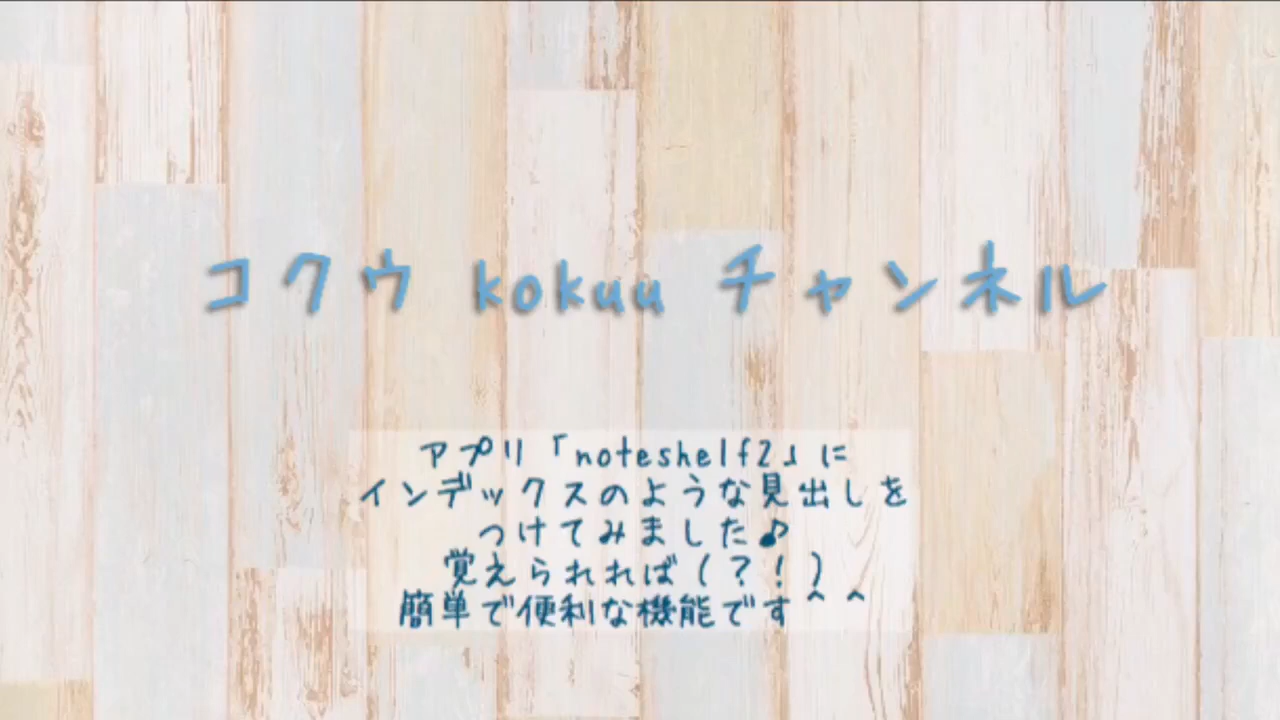 コクウ kokuu チャンネル
アプリ「noteshelf2」に
インデックスのような見出しを
つけてみました♪
覚えられれば(?!)
簡単で便利な機能です^ ^